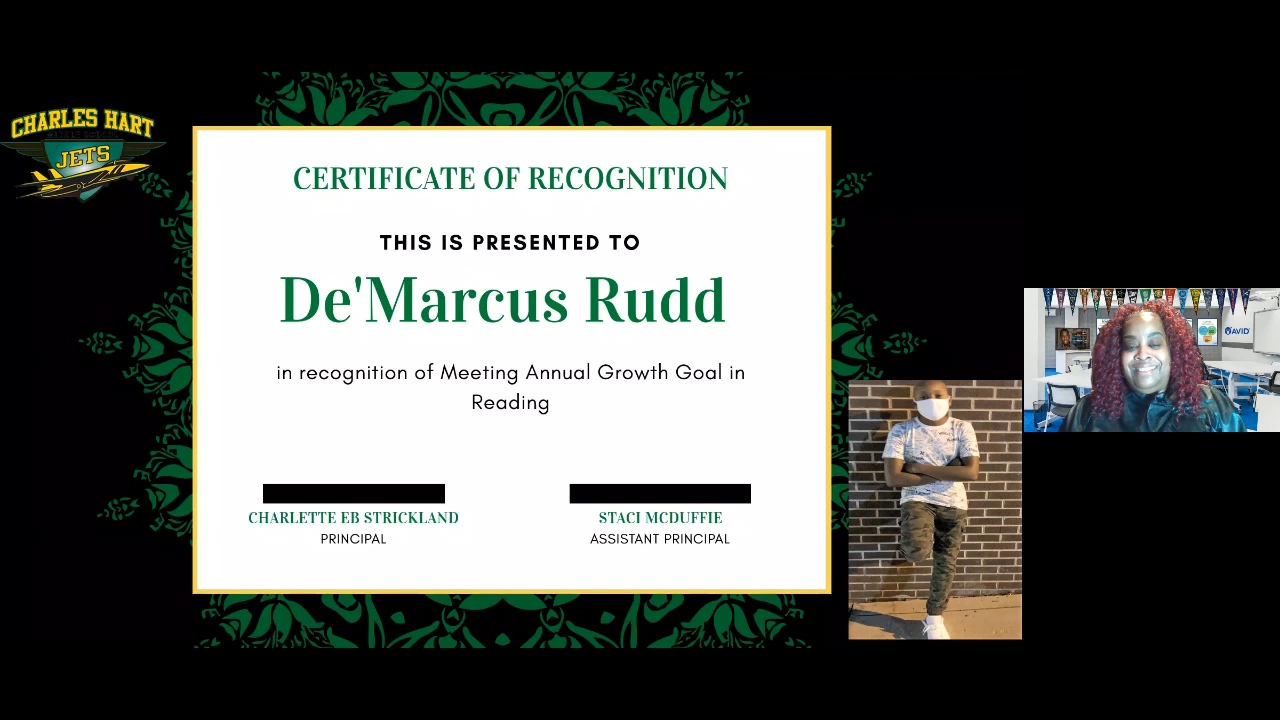 CHARLES HART
JETS
CERTIFICATE OF RECOGNITION
THIS IS PRESENTED TO
De'Marcus Rudd
in recognition of Meeting Annual Growth Goal in
Reading
CHARLETTE EB STRICKLAND
PRINCIPAL
STACI MCDUFFIE
ASSISTANT PRINCIPAL
AVID